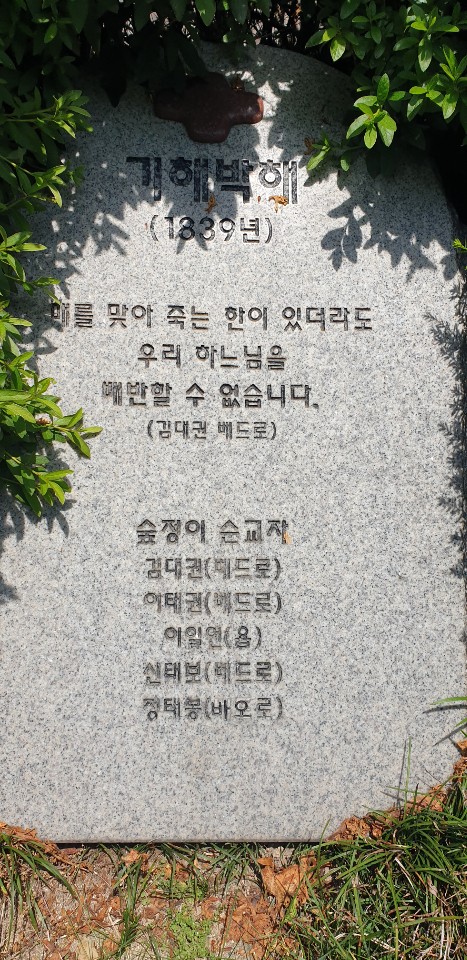 기해박해
(1839년)
매를 맞아 죽는 한이 있더라도
우리 하느님을
배반할 수 없습니다.
(김대권 베드로)
숲정이 순교자
김대권(베드로)
이태권(베드로)
이일언(욥)
신태보(베드로)
정태봉(바오로)